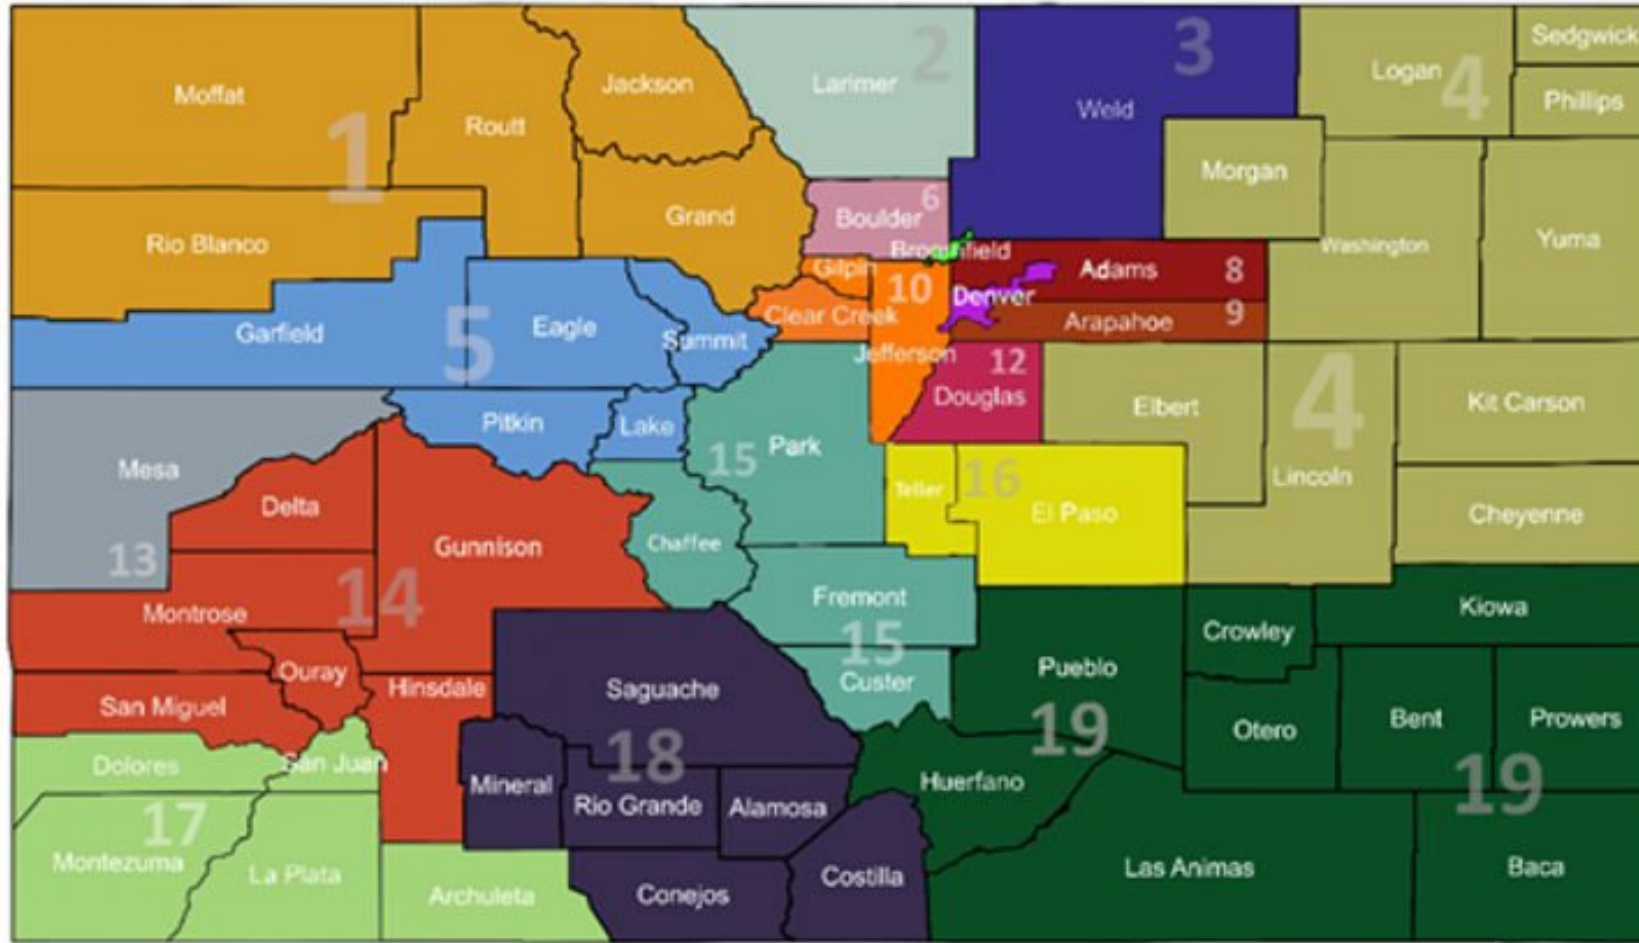 Moffat
1
Routt
Jackson
Larimer
2
Weld
3
Logan
4
Sedgwick
Phillips
Rio Blanco
Grand
Boulder
6
Morgan
Washington
Yuma
Broomfield
Garfield
5
Eagle
Summit
Gilpin
Clear Creek
10
Jefferson
Denver
Adams
8
Arapahoe
9
12
Douglas
Elbert
4
Lincoln
Kit Carson
Cheyenne
Mesa
13
Pitkin
Lake
15
Park
Delta
Gunnison
Chaffee
Teller
16
El Paso
Montrose
14
Fremont
15
Custer
Ouray
San Miguel
Hinsdale
Saguache
Pueblo
19
Crowley
Kiowa
Otero
Bent
Prowers
19
Dolores
San Juan
17
Montezuma
La Plata
Archuleta
Mineral
18
Rio Grande
Alamosa
Conejos
Costilla
Huerfano
Las Animas
Baca